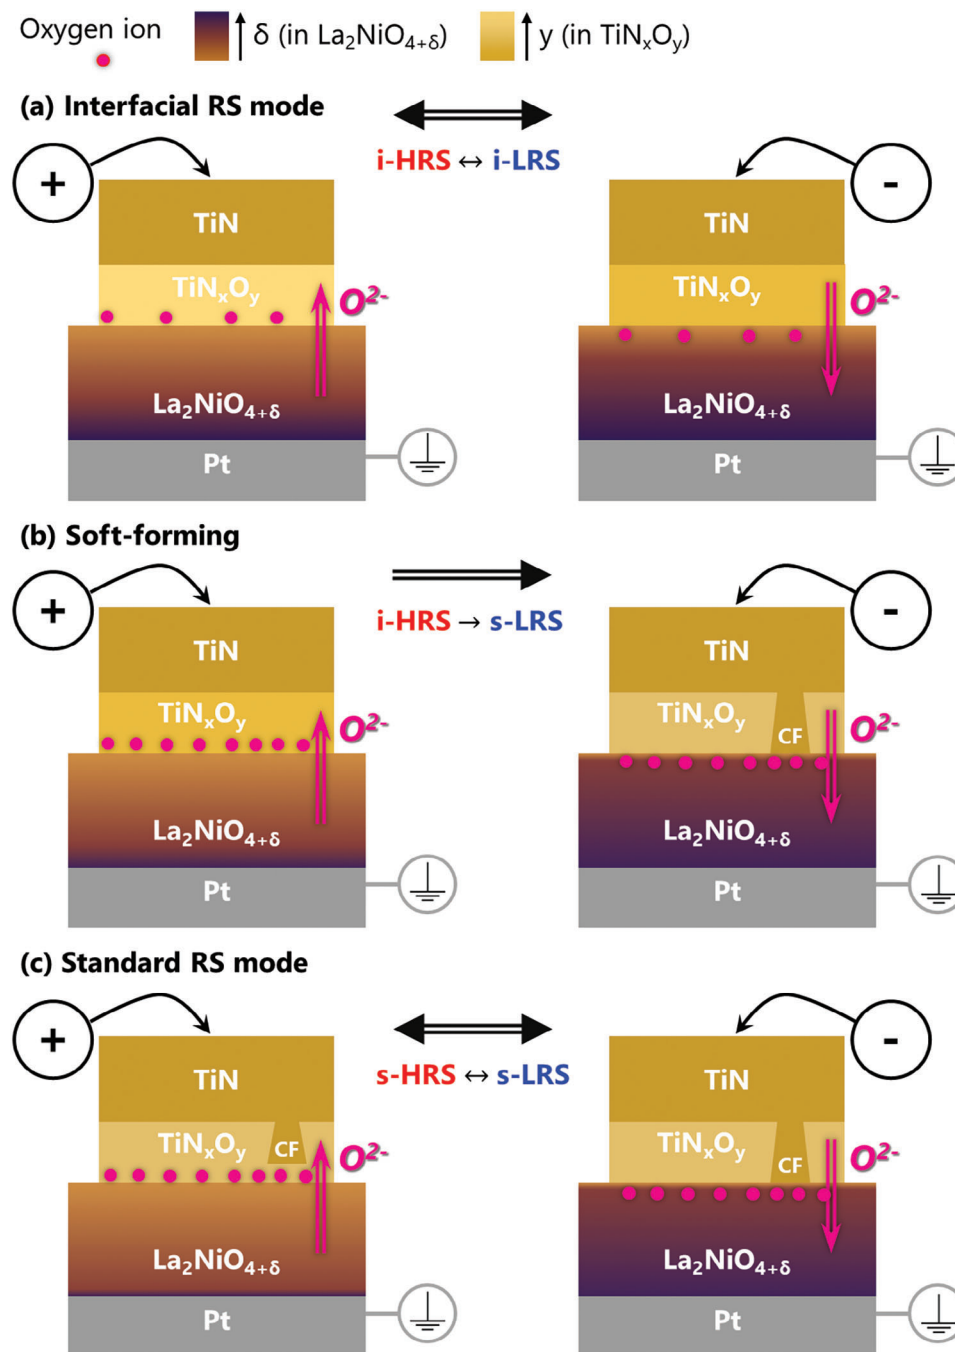 Oxygen ion
δ (in La₂NiO₄₊δ)
y (in TiNₓOᵧ)
(a) Interfacial RS mode
i-HRS ↔ i-LRS
+
-
TiN
TiN
TiNₓOᵧ
O²⁻
TiNₓOᵧ
O²⁻
La₂NiO₄₊δ
La₂NiO₄₊δ
Pt
Pt
(b) Soft-forming
i-HRS → s-LRS
+
-
TiN
TiN
TiNₓOᵧ
O²⁻
TiNₓOᵧ
CF
O²⁻
La₂NiO₄₊δ
La₂NiO₄₊δ
Pt
Pt
(c) Standard RS mode
s-HRS ↔ s-LRS
+
-
TiN
TiN
TiNₓOᵧ
CF
O²⁻
TiNₓOᵧ
CF
O²⁻
La₂NiO₄₊δ
La₂NiO₄₊δ
Pt
Pt